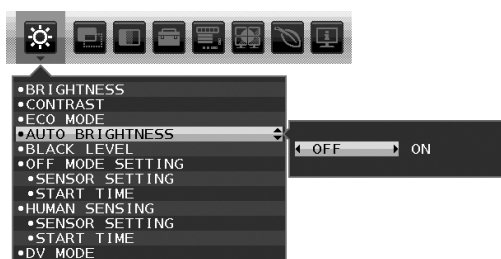 •BRIGHTNESS
•CONTRAST
•ECO MODE
•AUTO BRIGHTNESS
•BLACK LEVEL
•OFF MODE SETTING
•SENSOR SETTING
•START TIME
•HUMAN SENSING
•SENSOR SETTING
•START TIME
•DV MODE
OFF ON